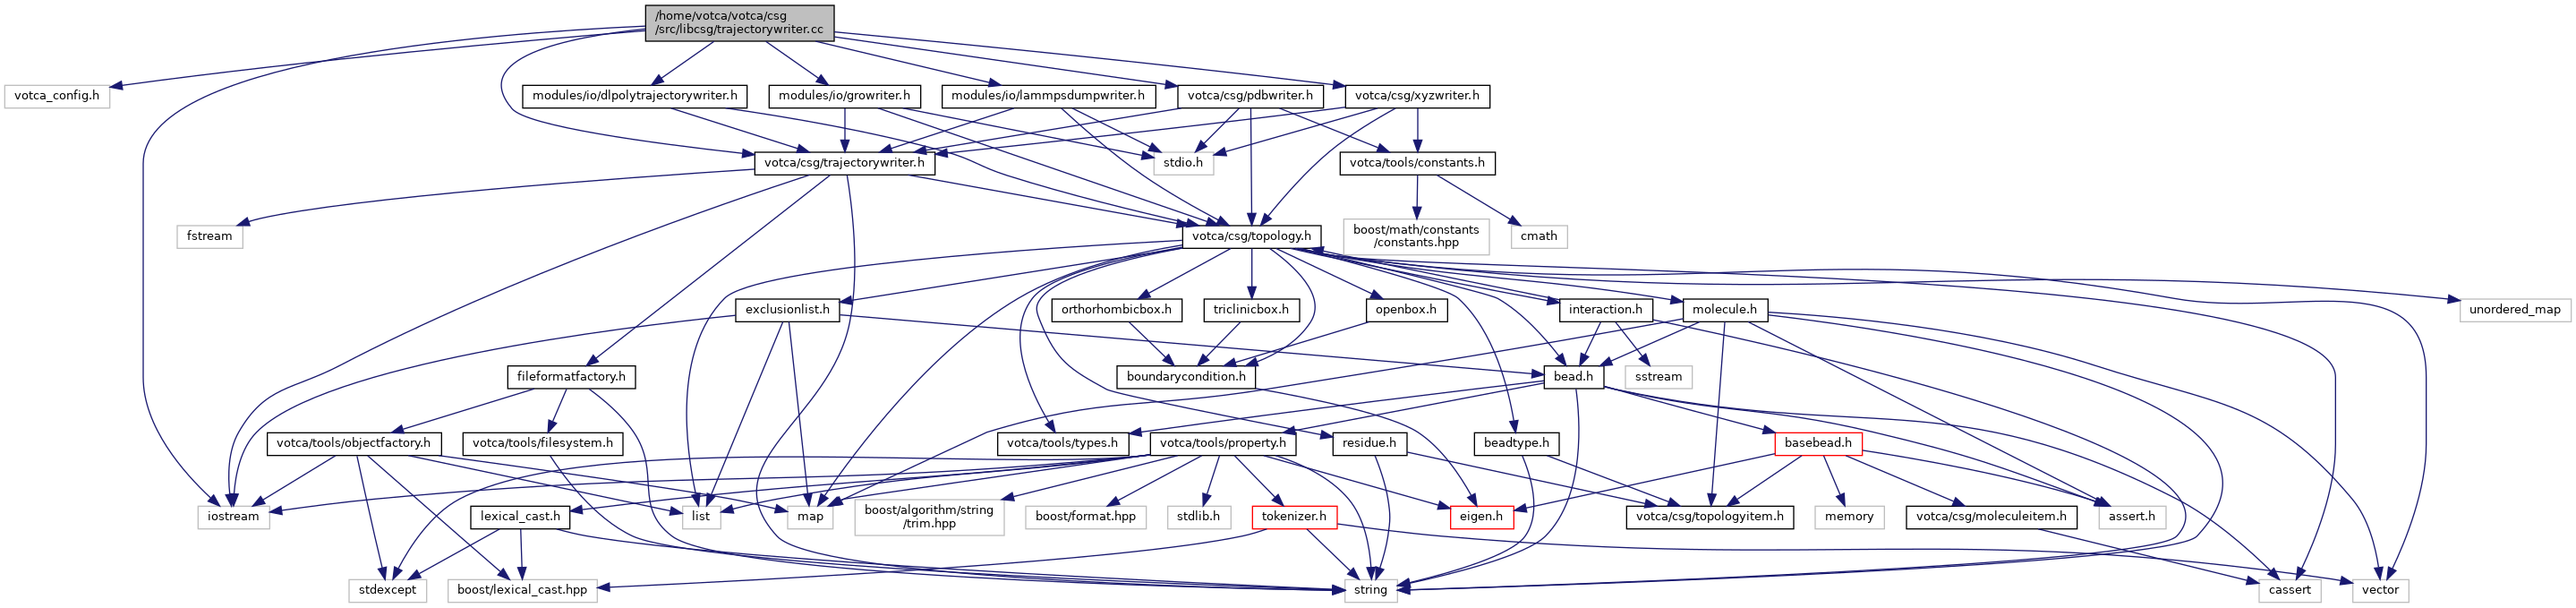 /home/votca/votca/csg
/src/libcsg/trajectorywriter.cc
votca_config.h
modules/io/dlpolytrajectorywriter.h
modules/io/growriter.h
modules/io/lammpsdumpwriter.h
votca/csg/pdbwriter.h
votca/csg/xyzwriter.h
votca/csg/trajectorywriter.h
stdio.h
votca/tools/constants.h
fstream
votca/csg/topology.h
boost/math/constants
/constants.hpp
cmath
exclusionlist.h
orthorhombicbox.h
triclinicbox.h
openbox.h
interaction.h
molecule.h
unordered_map
fileformatfactory.h
boundarycondition.h
bead.h
sstream
votca/tools/objectfactory.h
votca/tools/filesystem.h
votca/tools/types.h
votca/tools/property.h
residue.h
beadtype.h
basebead.h
iostream
lexical_cast.h
list
map
boost/algorithm/string
/trim.hpp
boost/format.hpp
stdlib.h
tokenizer.h
eigen.h
votca/csg/topologyitem.h
memory
votca/csg/moleculeitem.h
assert.h
stdexcept
boost/lexical_cast.hpp
string
cassert
vector